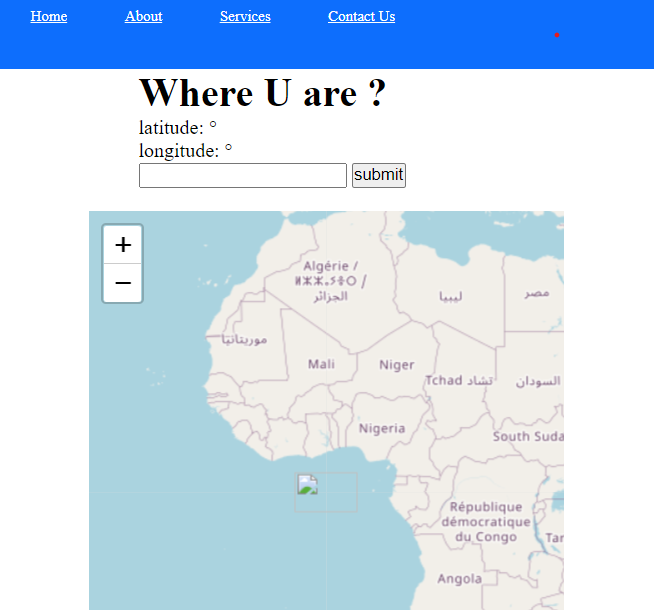 Home About Services Contact Us
Where U are ?
latitude: °
longitude: °
submit
+
−
Algérie /
ⵍⵣⵣⴰⵢⴻⵔ /
الجزائر
ليبيا
مصر
موريتانيا
Mali
Niger
Tchad تشاد
السودان
Nigeria
South Suda
République
démocratique
du Congo
Tan
Angola